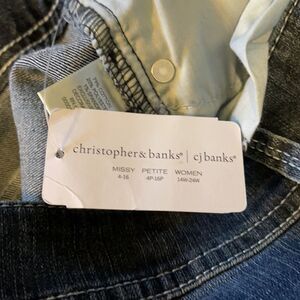 christopher&banks® | cjbanks®
MISSY PETITE WOMEN
4-16 4P-16P 14W-24W